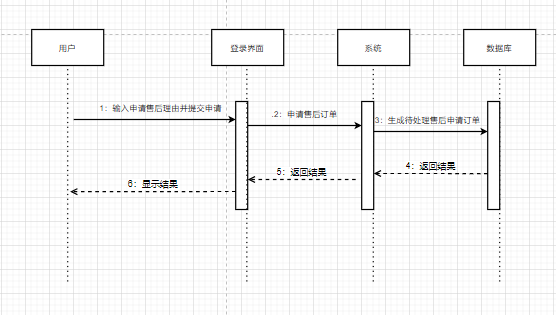 用户
登录界面
系统
数据库
1：输入申请售后理由并提交申请
.2：申请售后订单
3：生成待处理售后申请订单
4：返回结果
5：返回结果
6：显示结果